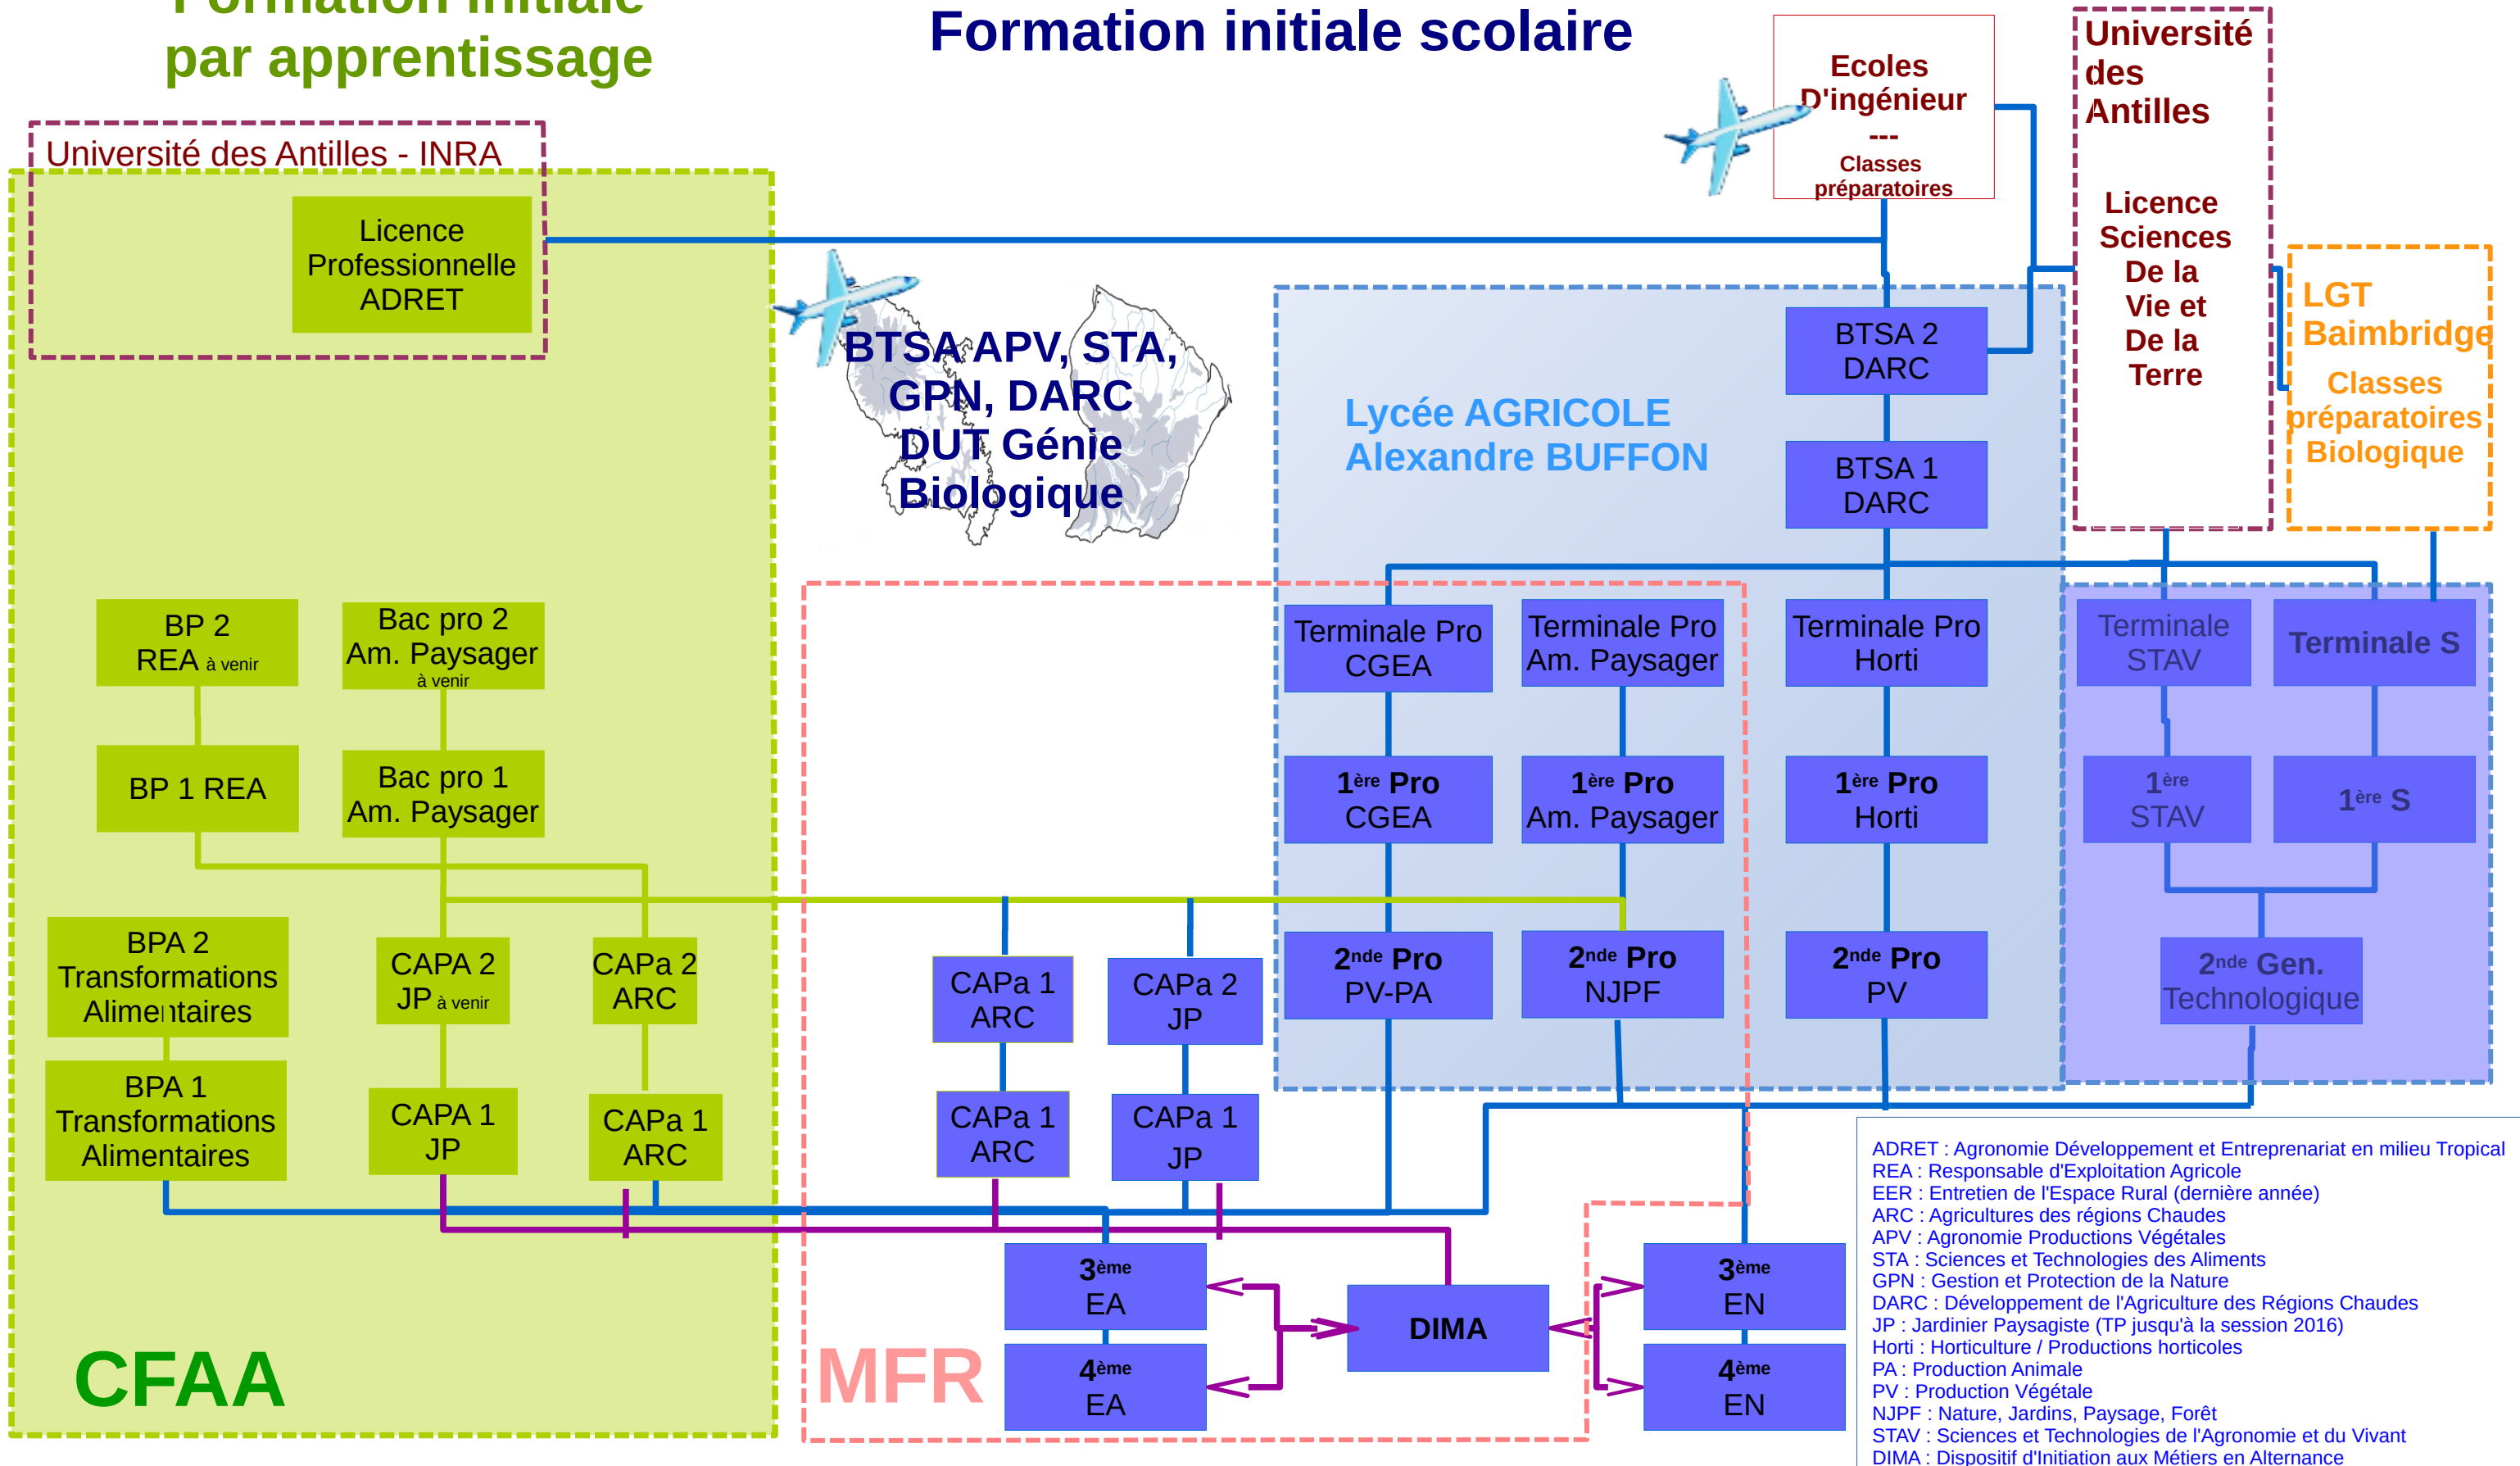 Formation initiale
par apprentissage
Formation initiale scolaire
Université des Antilles - INRA
Licence
Professionnelle
ADRET
Ecoles
D'ingénieur
---
Classes
préparatoires
Université
des
Antilles
Licence
Sciences
De la
Vie et
De la
Terre
LGT
Baimbridge
Classes
préparatoires
Biologique
BTSA APV, STA,
GPN, DARC
DUT Génie
Biologique
Lycée AGRICOLE
Alexandre BUFFON
BTSA 2
DARC
BTSA 1
DARC
BP 2
REA à venir
Bac pro 2
Am. Paysager
à venir
Terminale Pro
CGEA
Terminale Pro
Am. Paysager
Terminale Pro
Horti
Terminale
STAV
Terminale S
BP 1 REA
Bac pro 1
Am. Paysager
1ère Pro
CGEA
1ère Pro
Am. Paysager
1ère Pro
Horti
1ère
STAV
1ère S
BPA 2
Transformations
Alimentaires
CAPA 2
JP à venir
CAPa 2
ARC
CAPa 1
ARC
CAPa 2
JP
2nde Pro
PV-PA
2nde Pro
NJPF
2nde Pro
PV
2nde Gen.
Technologique
BPA 1
Transformations
Alimentaires
CAPA 1
JP
CAPa 1
ARC
CAPa 1
ARC
CAPa 1
JP
3ème
EA
4ème
EA
DIMA
3ème
EN
4ème
EN
CFAA
MFR
ADRET : Agronomie Développement et Entreprenariat en milieu Tropical
REA : Responsable d'Exploitation Agricole
EER : Entretien de l'Espace Rural (dernière année)
ARC : Agricultures des régions Chaudes
APV : Agronomie Productions Végétales
STA : Sciences et Technologies des Aliments
GPN : Gestion et Protection de la Nature
DARC : Développement de l'Agriculture des Régions Chaudes
JP : Jardinier Paysagiste (TP jusqu'à la session 2016)
Horti : Horticulture / Productions horticoles
PA : Production Animale
PV : Production Végétale
NJPF : Nature, Jardins, Paysage, Forêt
STAV : Sciences et Technologies de l'Agronomie et du Vivant
DIMA : Dispositif d'Initiation aux Métiers en Alternance